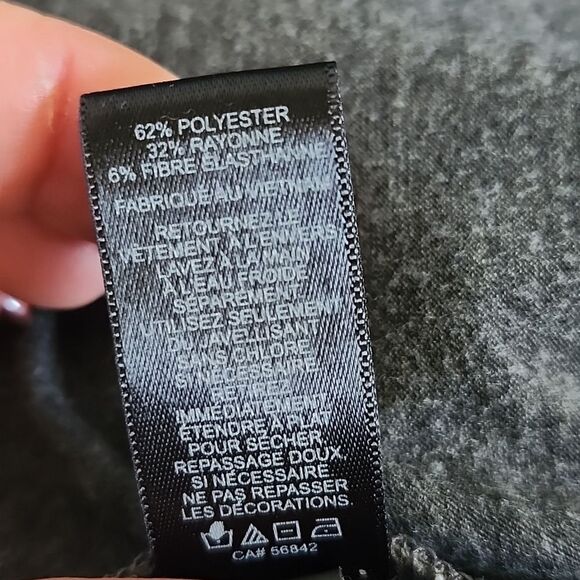 62% POLYESTER
32% RAYONNE
6% FIBRE ÉLASTHANNE
FABRIQUÉ AU VIETNAM
RETOURNEZ LE
VÊTEMENT À L'ENVERS
LAVEZ À LA MAIN
À L'EAU FROIDE
SÉPARÉMENT
UTILISEZ SEULEMENT
DU JAVELLISANT
SANS CHLORE
SI NÉCESSAIRE
RETIREZ
IMMÉDIATEMENT
ÉTENDRE À PLAT
POUR SÉCHER.
REPASSAGE DOUX,
SI NÉCESSAIRE
NE PAS REPASSER
LES DÉCORATIONS.
CA# 56842